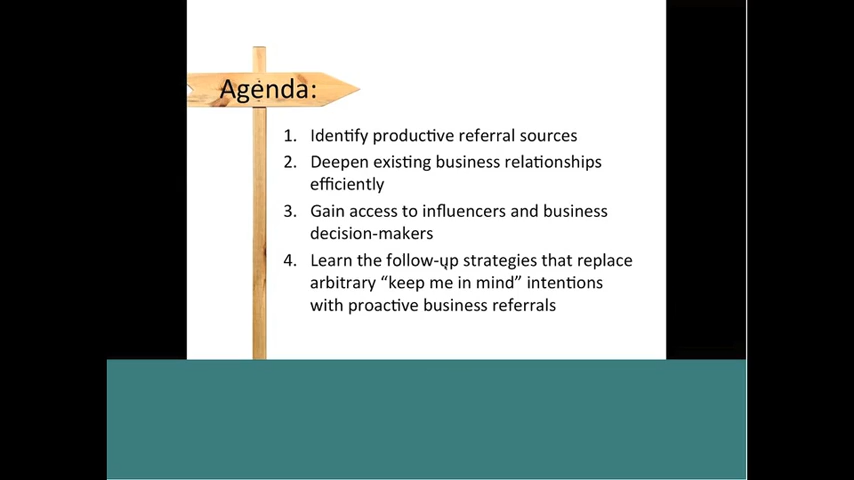 Agenda:
1. Identify productive referral sources
2. Deepen existing business relationships
efficiently
3. Gain access to influencers and business
decision-makers
4. Learn the follow-up strategies that replace
arbitrary “keep me in mind” intentions
with proactive business referrals